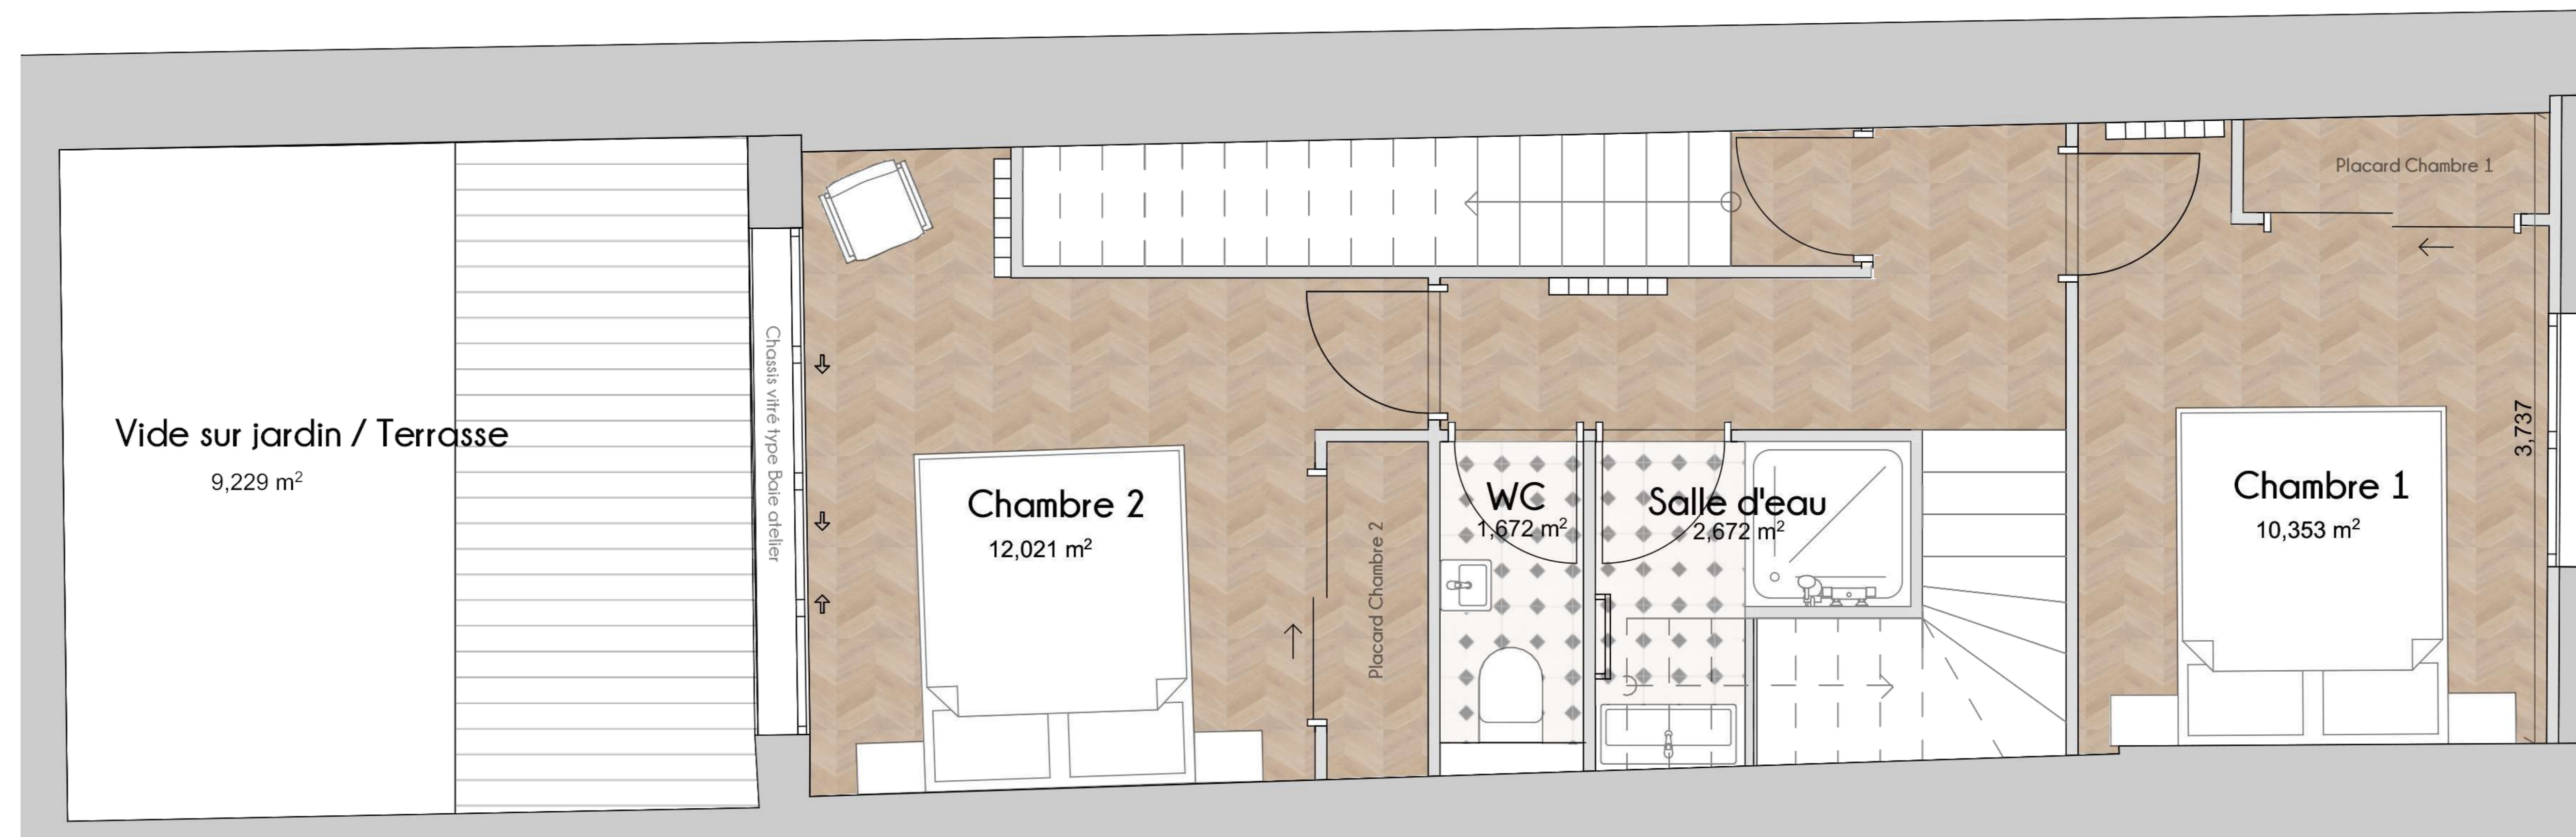 Vide sur jardin / Terrasse
9,229 m²
Chassis vitré type Baie atelier
Chambre 2
12,021 m²
Placard Chambre 2
WC
1,672 m²
Salle d'eau
2,672 m²
Placard Chambre 1
Chambre 1
10,353 m²
3,737